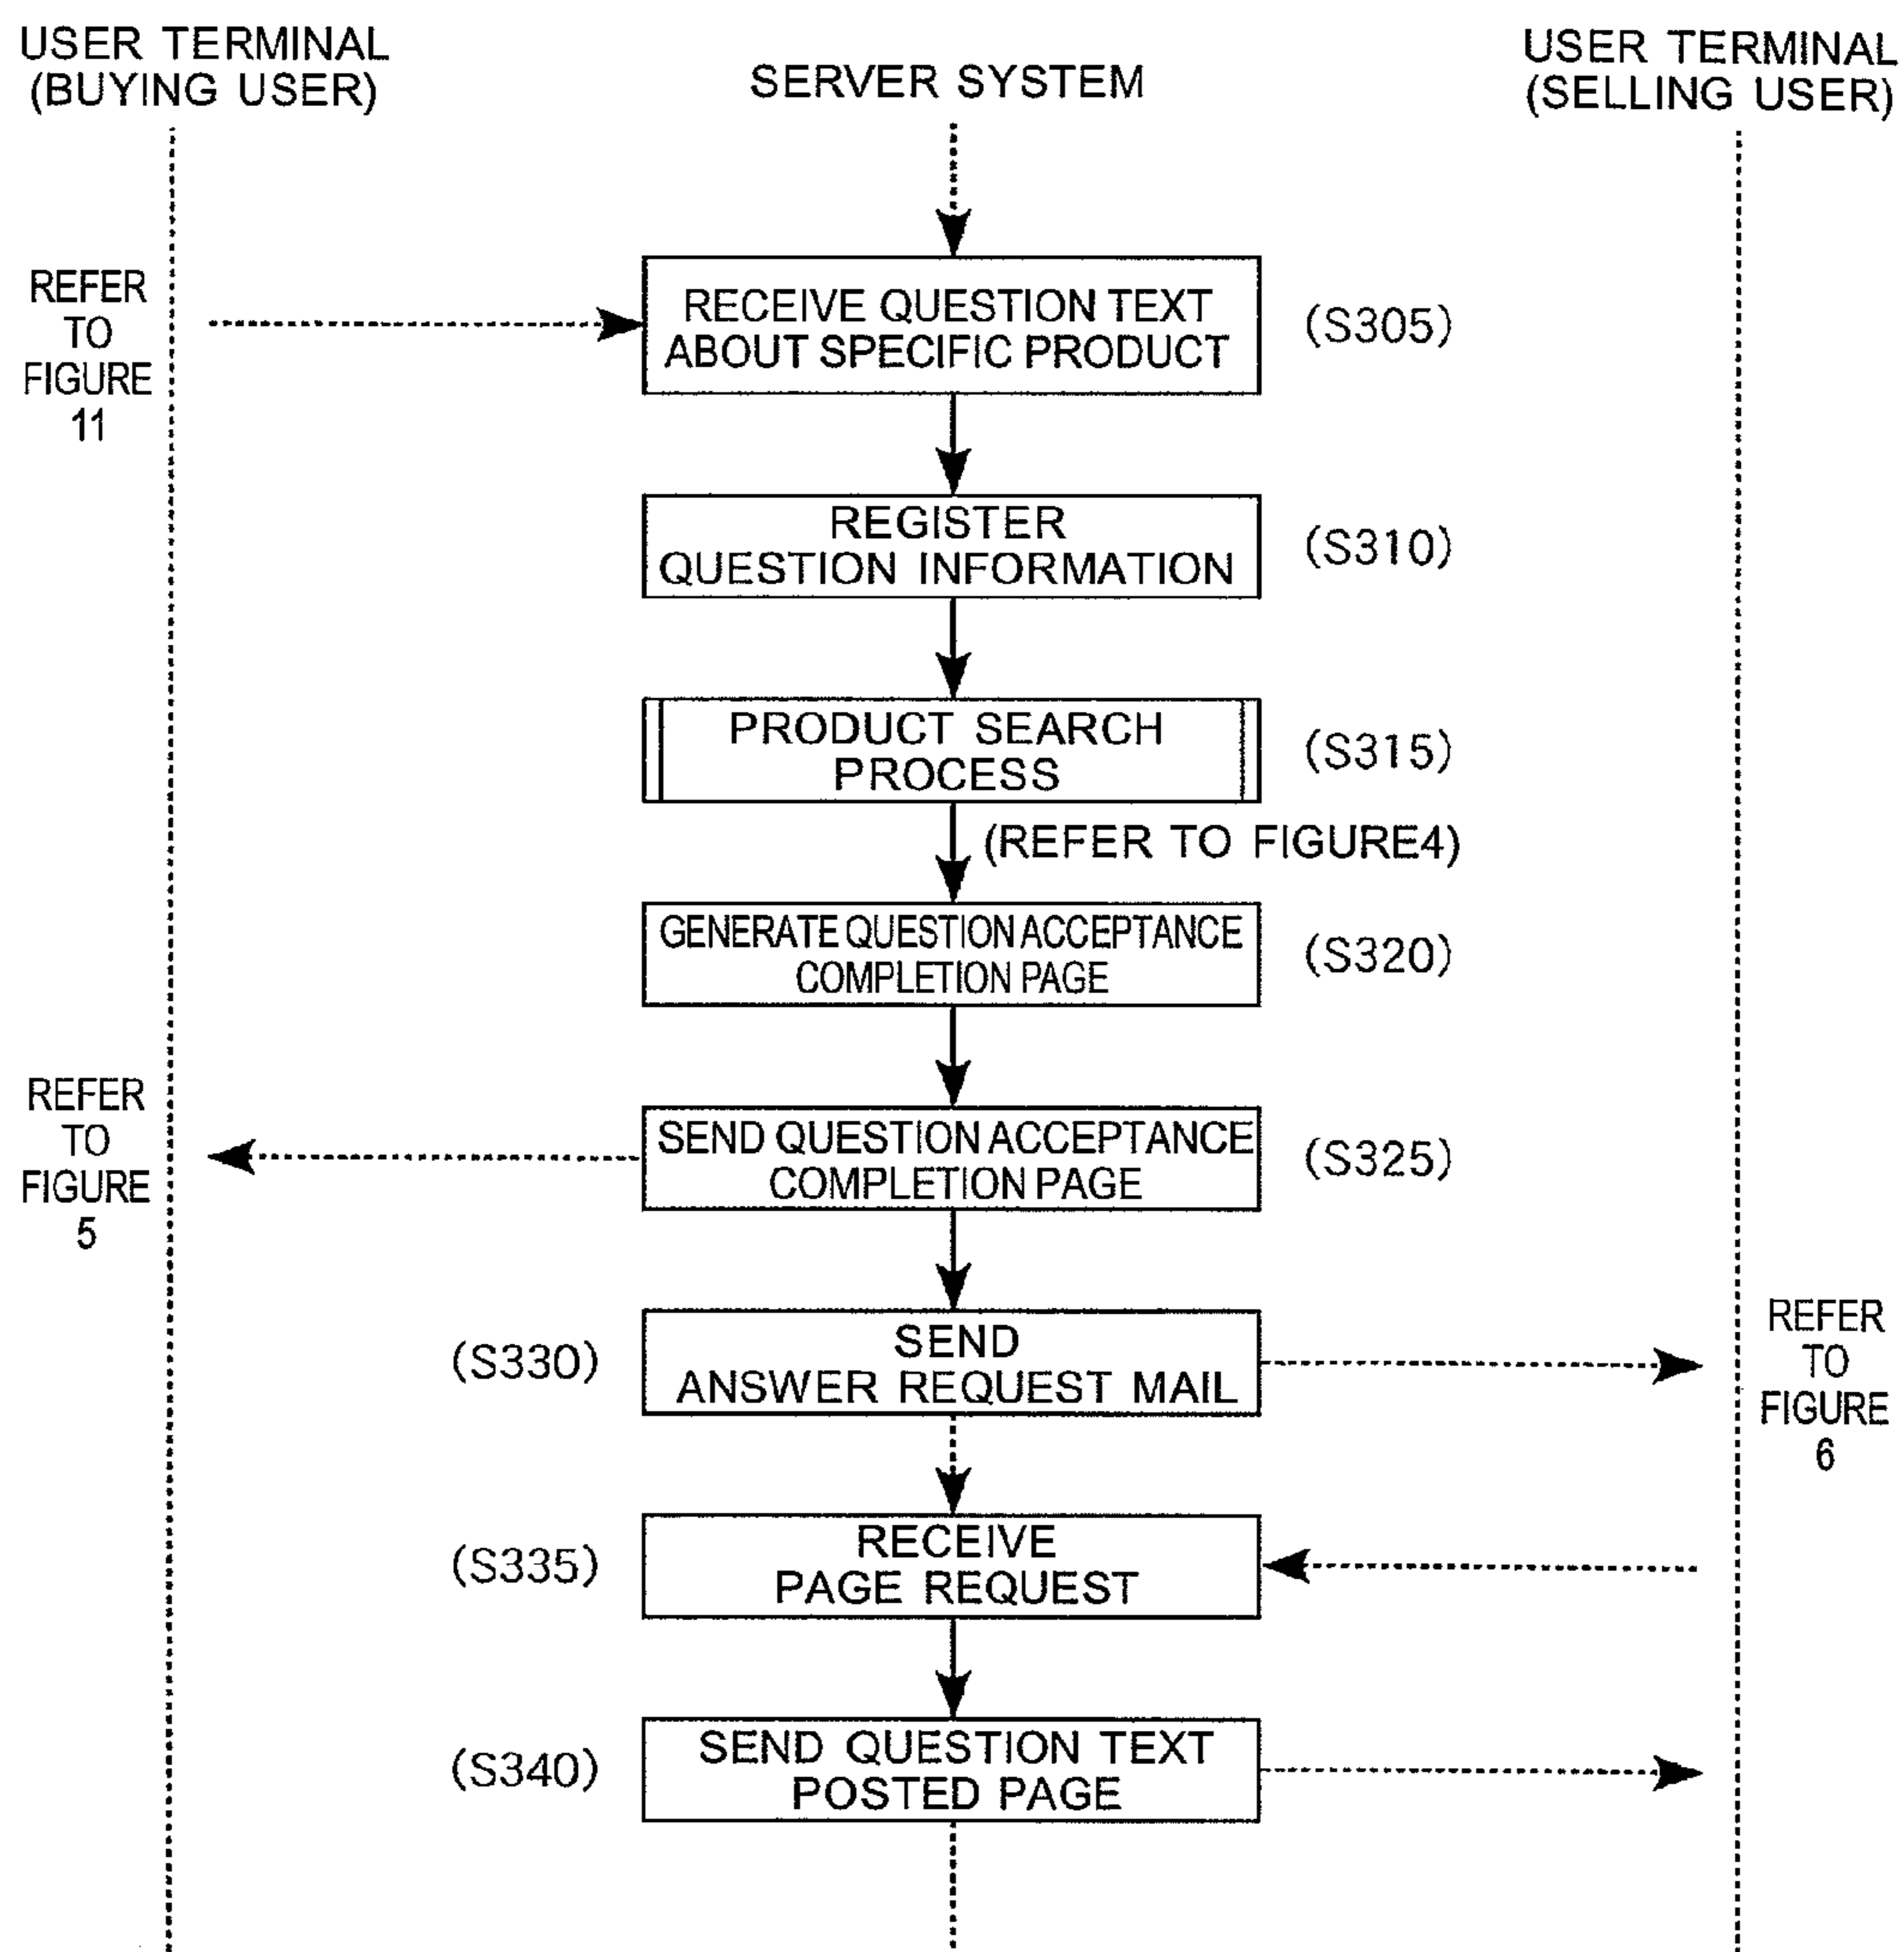 USER TERMINAL
(BUYING USER)
SERVER SYSTEM
USER TERMINAL
(SELLING USER)
REFER
TO
FIGURE
11
RECEIVE QUESTION TEXT
ABOUT SPECIFIC PRODUCT
(S305)
REGISTER
QUESTION INFORMATION
(S310)
PRODUCT SEARCH
PROCESS
(S315)
(REFER TO FIGURE4)
GENERATE QUESTION ACCEPTANCE
COMPLETION PAGE
(S320)
REFER
TO
FIGURE
5
SEND QUESTION ACCEPTANCE
COMPLETION PAGE
(S325)
(S330)
SEND
ANSWER REQUEST MAIL
REFER
TO
FIGURE
6
(S335)
RECEIVE
PAGE REQUEST
(S340)
SEND QUESTION TEXT
POSTED PAGE